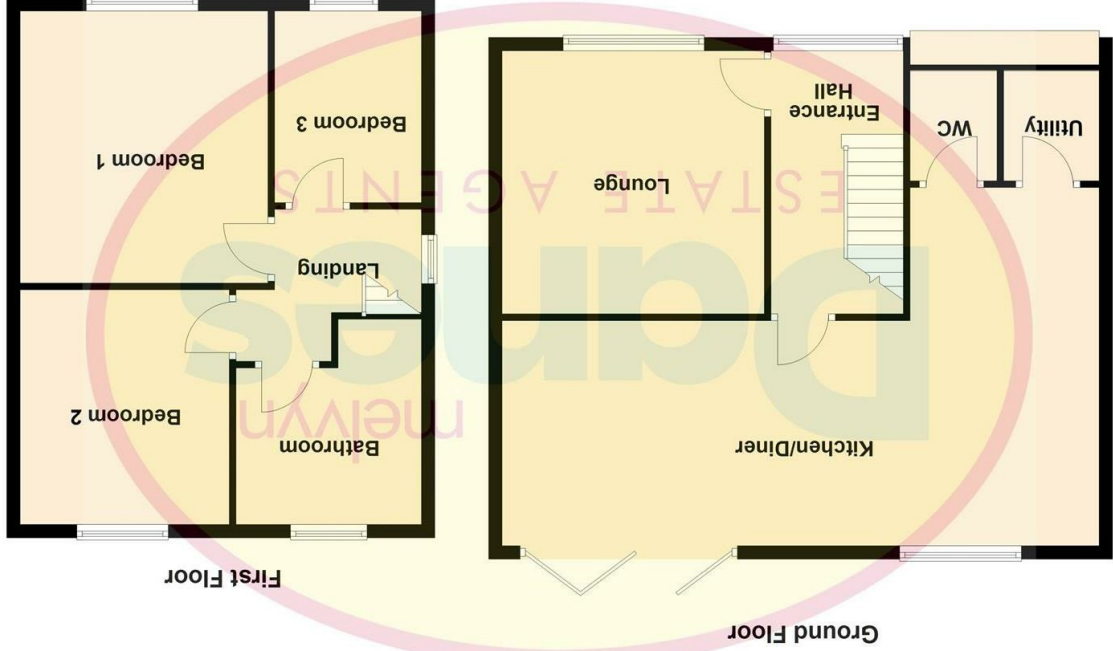 Ground Floor
Kitchen/Diner
Lounge
Entrance
Hall
WC
Utility
First Floor
Bathroom
Bedroom 2
Landing
Bedroom 1
Bedroom 3
melvyn
Danes
ESTATE AGENTS